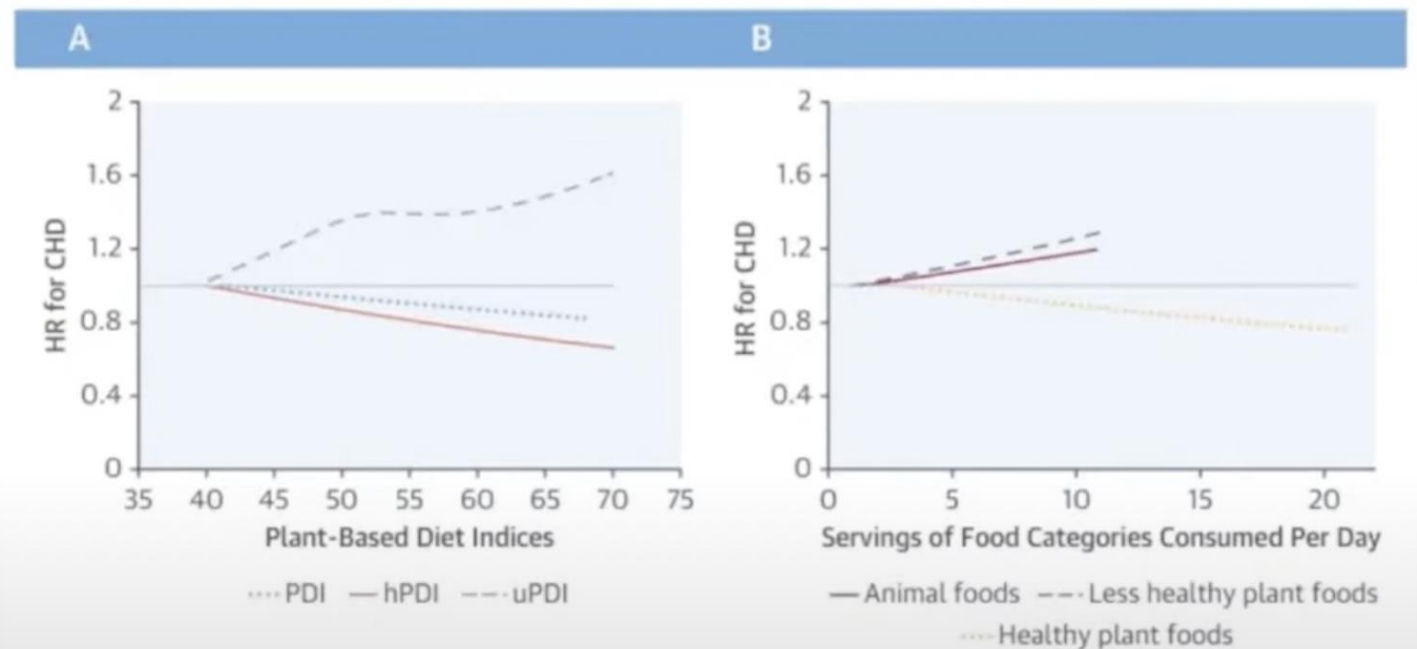 A
B
2
1.6
1.2
0.8
0.4
0
HR for CHD
35 40 45 50 55 60 65 70 75
Plant-Based Diet Indices
PDI hPDI uPDI
2
1.6
1.2
0.8
0.4
0
HR for CHD
0 5 10 15 20
Servings of Food Categories Consumed Per Day
Animal foods Less healthy plant foods
Healthy plant foods